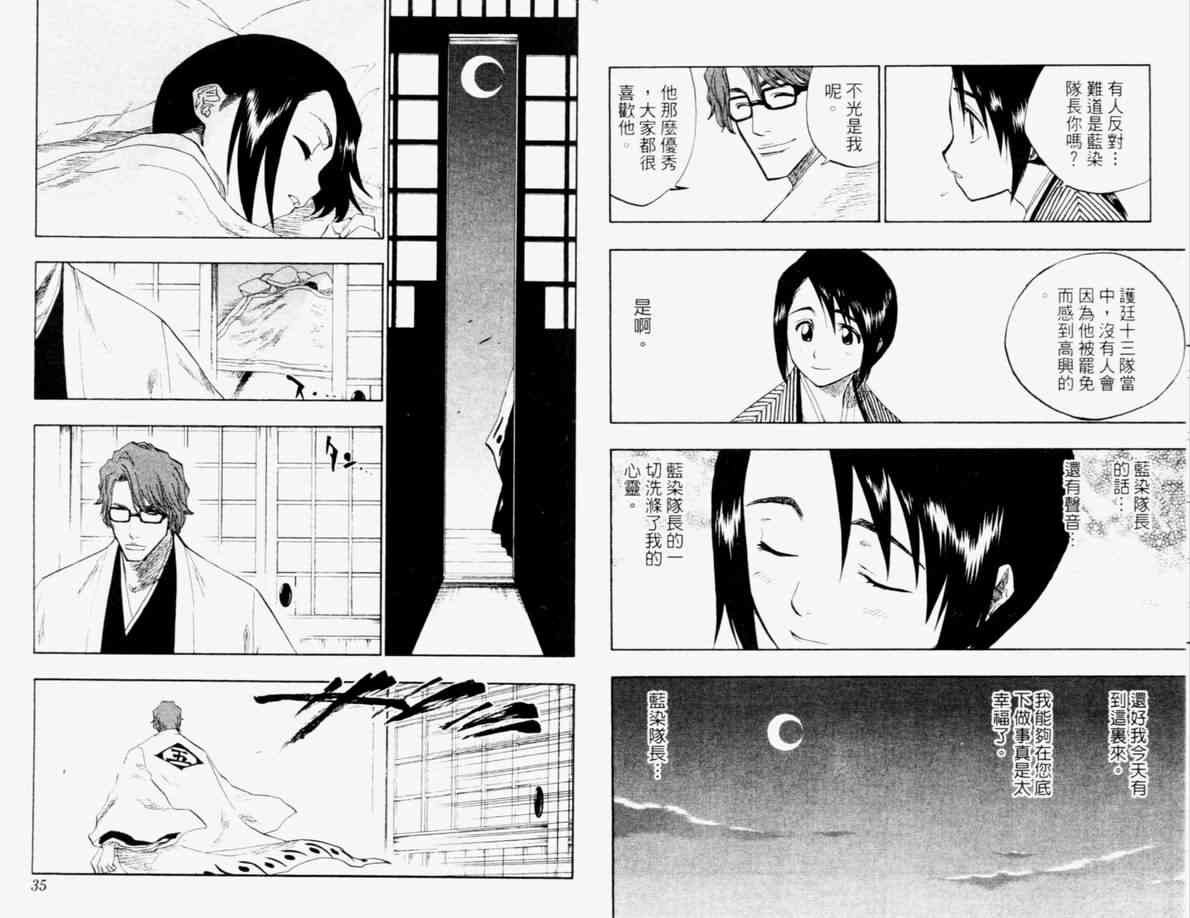 有人反對…
難道是藍染
隊長你嗎?
不光是我
呢。
他那麼優秀
，大家都很
喜歡他。
護廷十三隊當
中，沒有人會
因為他被罷免
而感到高興的
。
是啊。
藍染隊長
的話…
還有聲音…
藍染隊長的一
切洗滌了我的
心靈。
還好我今天有
到這裏來。
我能夠在您底
下做事真是太
幸福了。
藍染隊長…
ス…
タン…
五
35